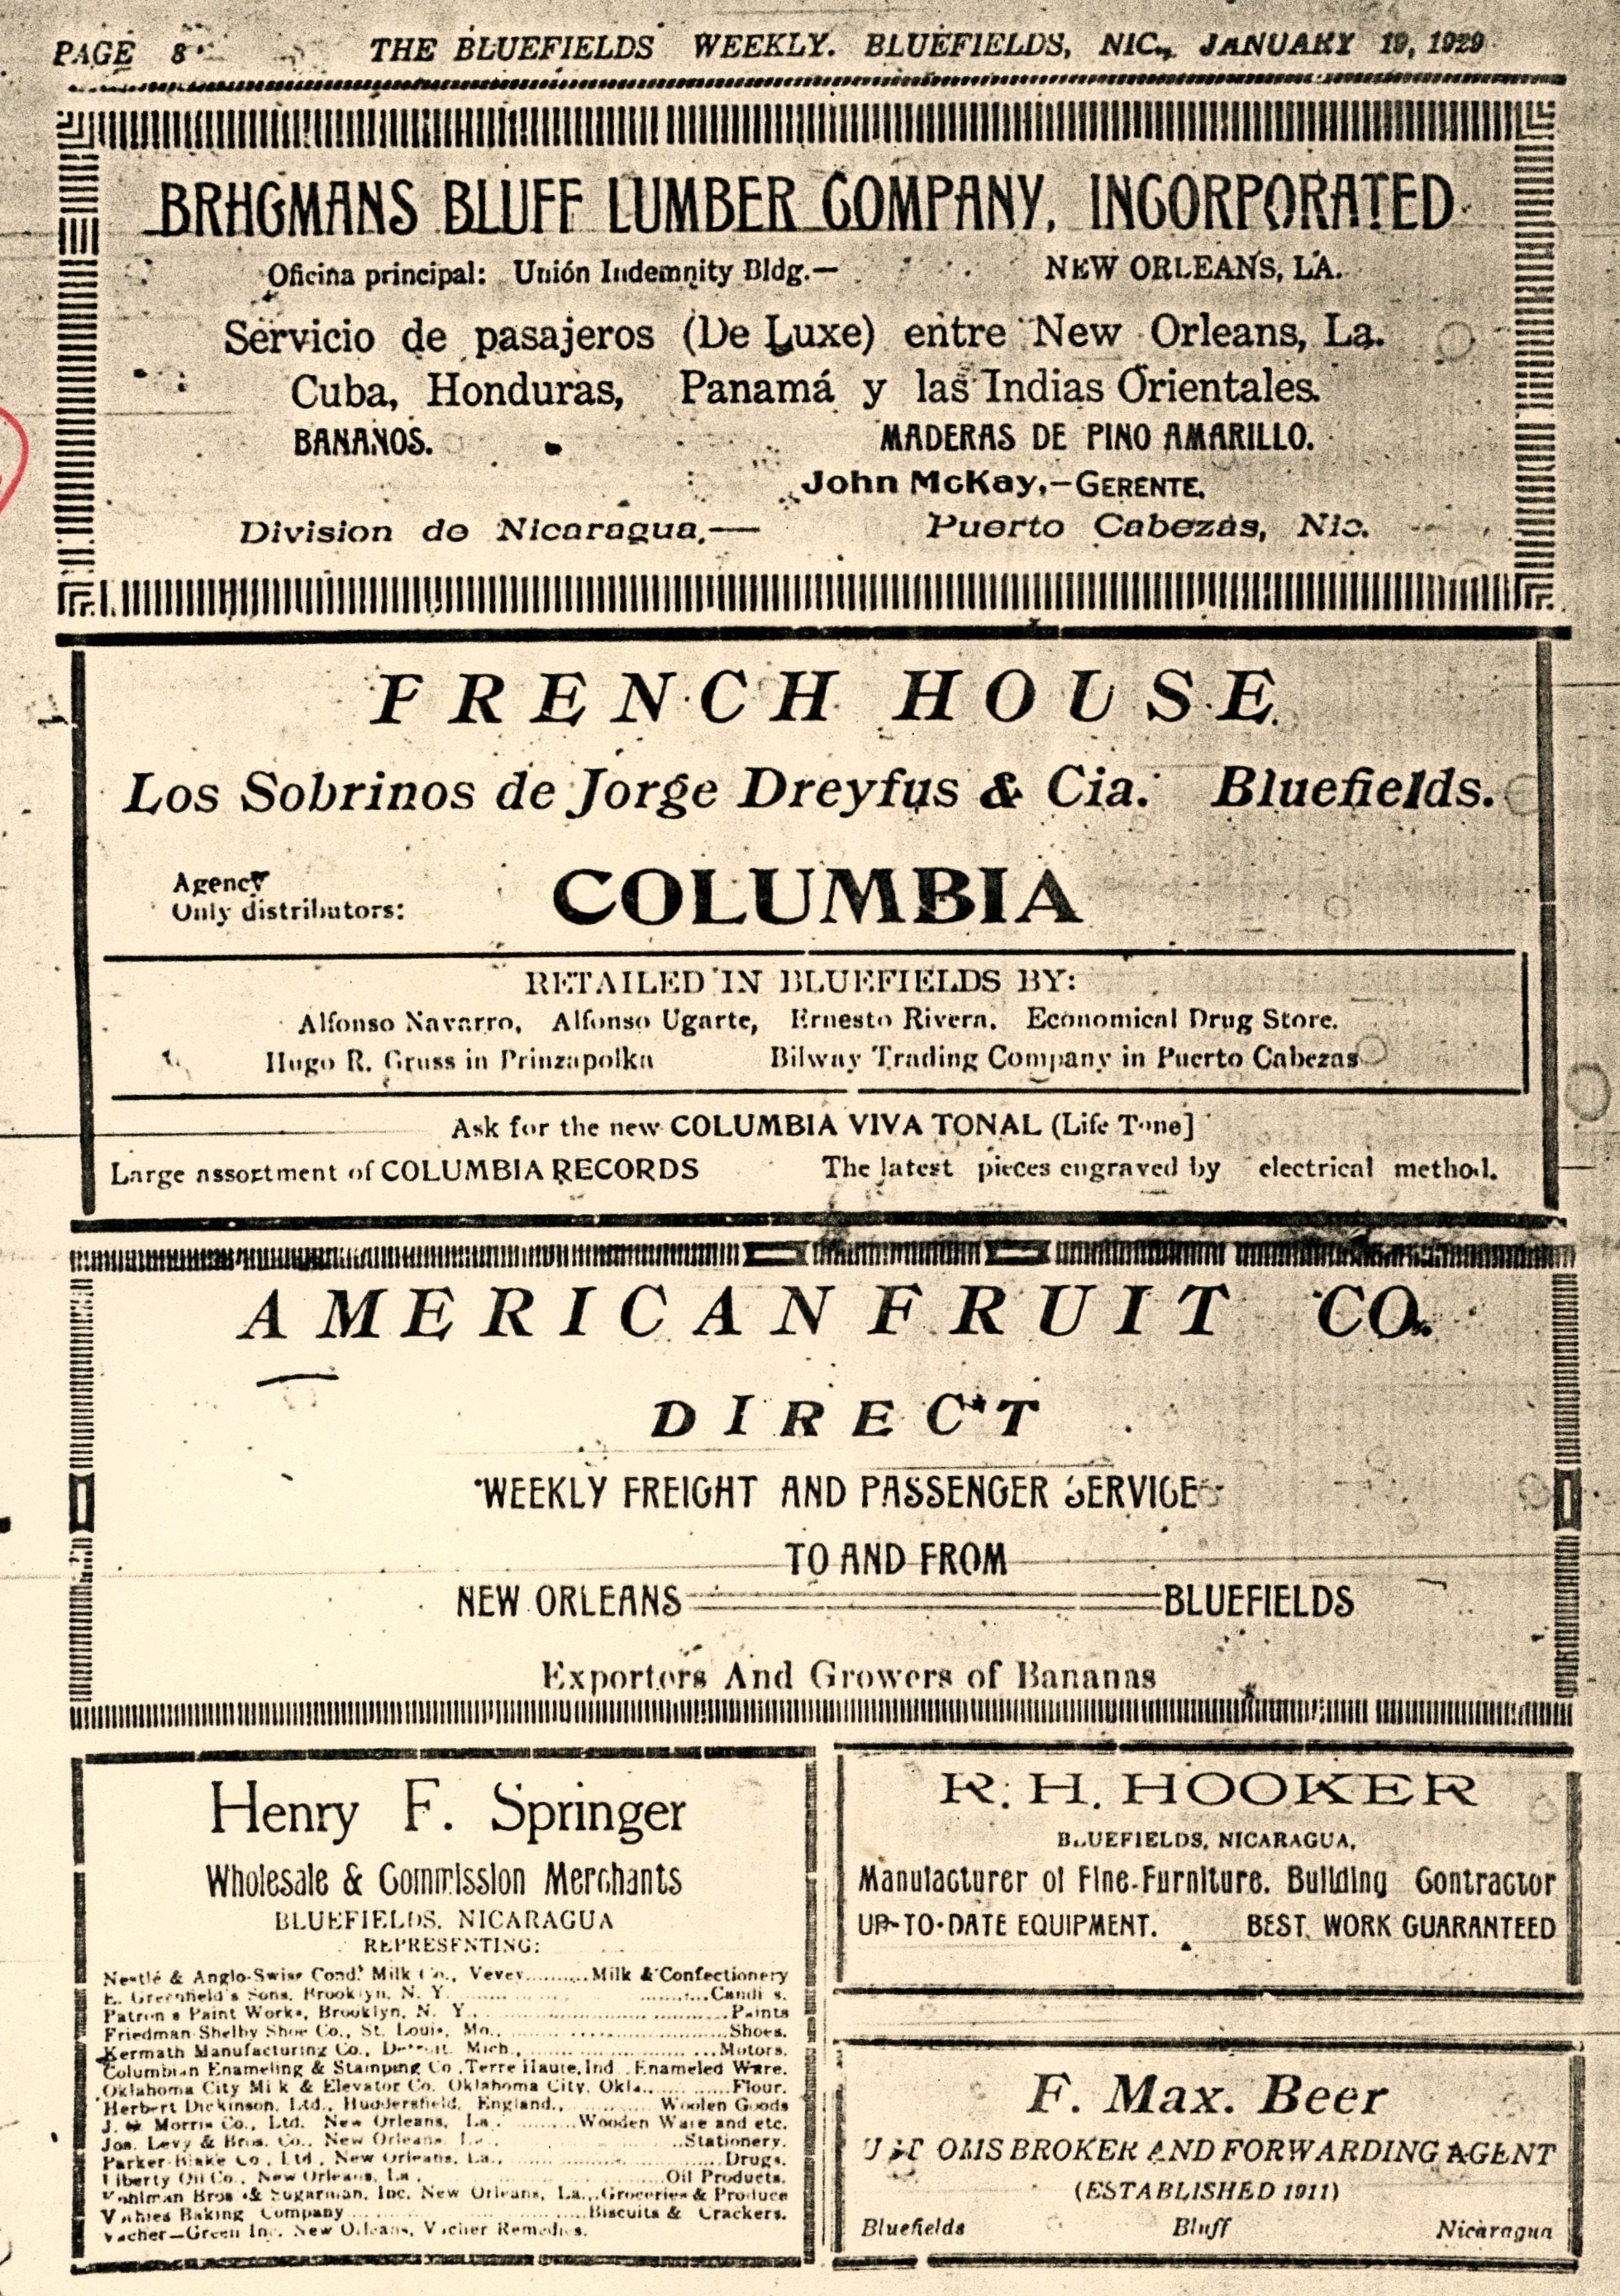 PAGE 8 THE BLUEFIELDS WEEKLY. BLUEFIELDS, NIC., JANUARY 19, 1929
BRAGMANS BLUFF LUMBER COMPANY, INCORPORATED
Oficina principal: Unión Indemnity Bldg.— NEW ORLEANS, LA.
Servicio de pasajeros (De Luxe) entre New Orleans, La.
Cuba, Honduras, Panamá y las Indias Orientales.
BANANOS. MADERAS DE PINO AMARILLO.
John McKay,—GERENTE.
Division de Nicaragua,— Puerto Cabezas, Nic.
FRENCH HOUSE
Los Sobrinos de Jorge Dreyfus & Cia. Bluefields.
Agency
Only distributors: COLUMBIA
RETAILED IN BLUEFIELDS BY:
Alfonso Navarro, Alfonso Ugarte, Ernesto Rivera. Economical Drug Store.
Hugo R. Gruss in Prinzapolka Bilway Trading Company in Puerto Cabezas
Ask for the new COLUMBIA VIVA TONAL (Life Tone]
Large assortment of COLUMBIA RECORDS The latest pieces engraved by electrical method.
AMERICAN FRUIT CO.
DIRECT
WEEKLY FREIGHT AND PASSENGER SERVICE
TO AND FROM
NEW ORLEANS BLUEFIELDS
Exporters And Growers of Bananas
Henry F. Springer
Wholesale & Commission Merchants
BLUEFIELDS, NICARAGUA
REPRESENTING:
Nestlé & Anglo-Swiss Cond. Milk Co., Vevey..........Milk & Confectionery
E. Greenfield's Sons, Brooklyn, N. Y. ..........Candies.
Patron's Paint Works, Brooklyn, N. Y. ..........Paints
Friedman Shelby Shoe Co., St. Louis, Mo., ..........Shoes.
Kermath Manufacturing Co., Detroit Mich., ..........Motors.
Columbian Enameling & Stamping Co, Terre Haute, Ind..Enameled Ware.
Oklahoma City Milk & Elevator Co. Oklahoma City, Okla..........Flour.
Herbert Dickinson, Ltd., Huddersfield, England., ..........Woolen Goods
J. Morris Co., Ltd. New Orleans, La. ..........Wooden Ware and etc.
Jos. Levy & Bros. Co., New Orleans, La. ..........Stationery.
Parker Blake Co., Ltd., New Orleans, La., ..........Drugs.
Liberty Oil Co., New Orleans, La., ..........Oil Products.
Kohlman Bros & Sugarman, Inc. New Orleans, La...Groceries & Produce
Baking Company ..........Biscuits & Crackers.
Vacher—Green Inc. New Orleans, Vacher Remedies.
R. H. HOOKER
BLUEFIELDS, NICARAGUA,
Manufacturer of Fine Furniture. Building Contractor
UP-TO-DATE EQUIPMENT. BEST WORK GUARANTEED
F. Max. Beer
OMS BROKER AND FORWARDING AGENT
(ESTABLISHED 1911)
Bluefields Bluff Nicaragua